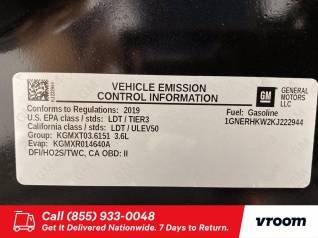 VEHICLE EMISSION
CONTROL INFORMATION
GM
GENERAL
MOTORS
LLC
Conforms to Regulations: 2019
U.S. EPA class / stds: LDT / TIER3
California class / stds: LDT / ULEV50
Group: KGMXT03.6151 3.6L
Evap: KGMXR014640A
DFI/HO2S/TWC, CA OBD: II
Fuel: Gasoline
1GNERHKW2KJ222944
CALL (855) 933-0048
Get It Delivered Nationwide.
7 Days to Return.
vroom